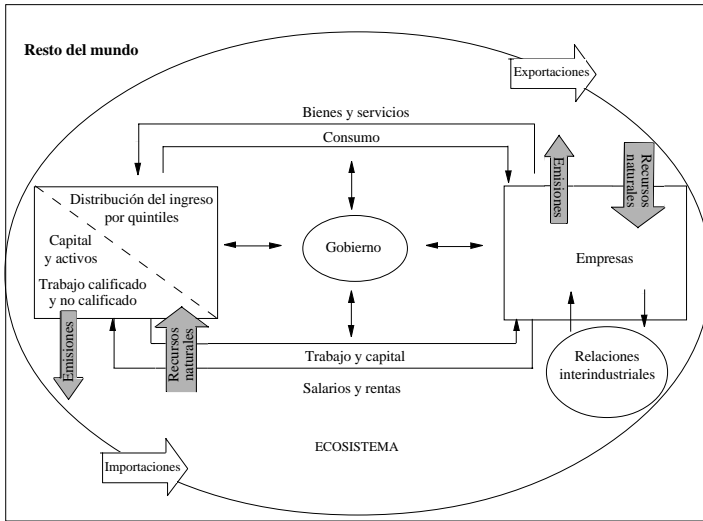 Resto del mundo
Exportaciones
Bienes y servicios
Consumo
Emisiones
Recursos
naturales
Distribución del ingreso
por quintiles
Capital
y activos
Trabajo calificado
y no calificado
Gobierno
Empresas
Emisiones
Recursos
naturales
Trabajo y capital
Salarios y rentas
Relaciones
interindustriales
ECOSISTEMA
Importaciones